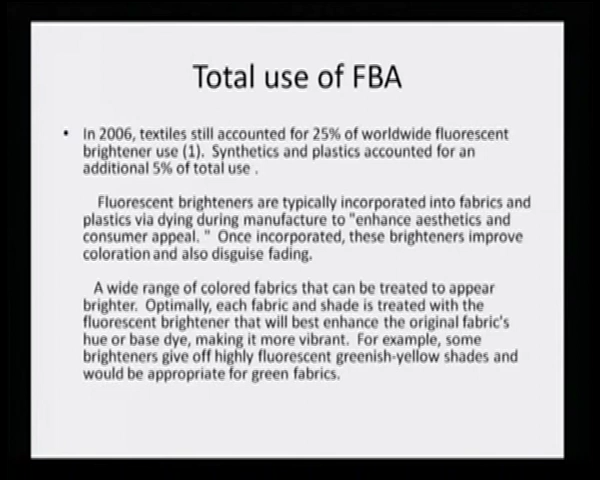 Total use of FBA
• In 2006, textiles still accounted for 25% of worldwide fluorescent
brightener use (1). Synthetics and plastics accounted for an
additional 5% of total use .
Fluorescent brighteners are typically incorporated into fabrics and
plastics via dying during manufacture to "enhance aesthetics and
consumer appeal. " Once incorporated, these brighteners improve
coloration and also disguise fading.
A wide range of colored fabrics that can be treated to appear
brighter. Optimally, each fabric and shade is treated with the
fluorescent brightener that will best enhance the original fabric's
hue or base dye, making it more vibrant. For example, some
brighteners give off highly fluorescent greenish-yellow shades and
would be appropriate for green fabrics.